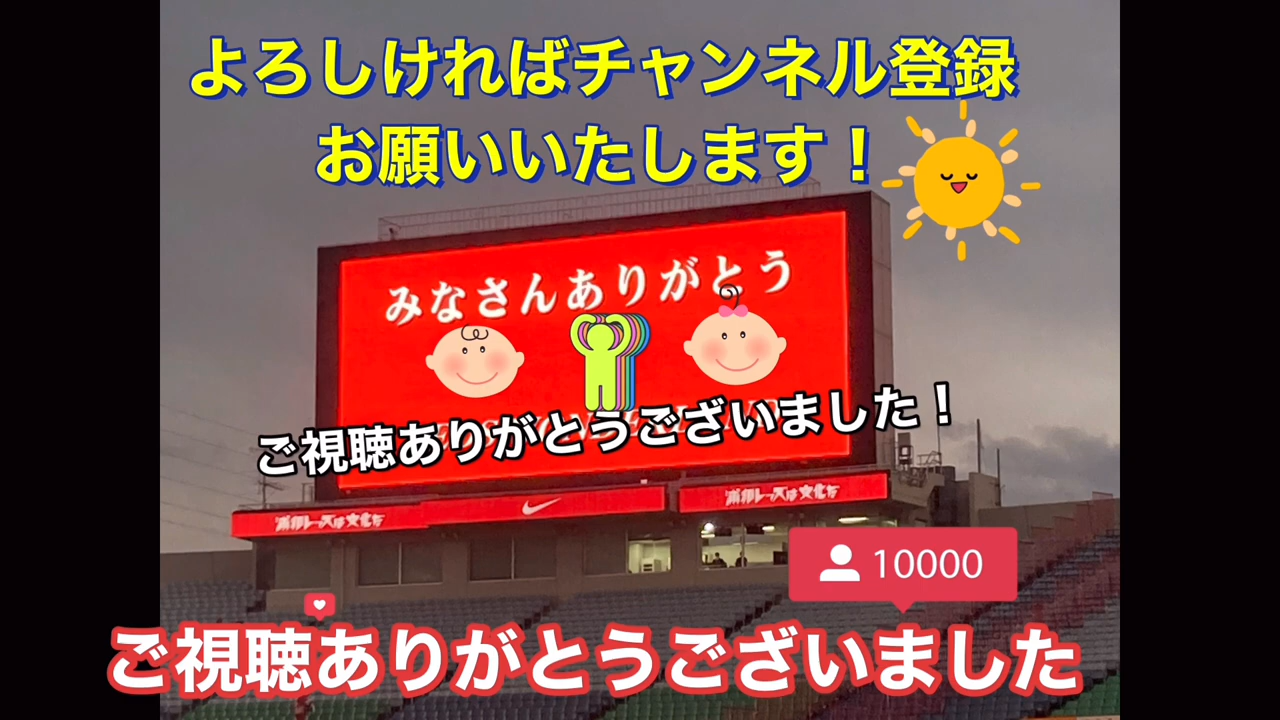 よろしければチャンネル登録
お願いいたします！
みなさんありがとう
ご視聴ありがとうございました！
10000
ご視聴ありがとうございました